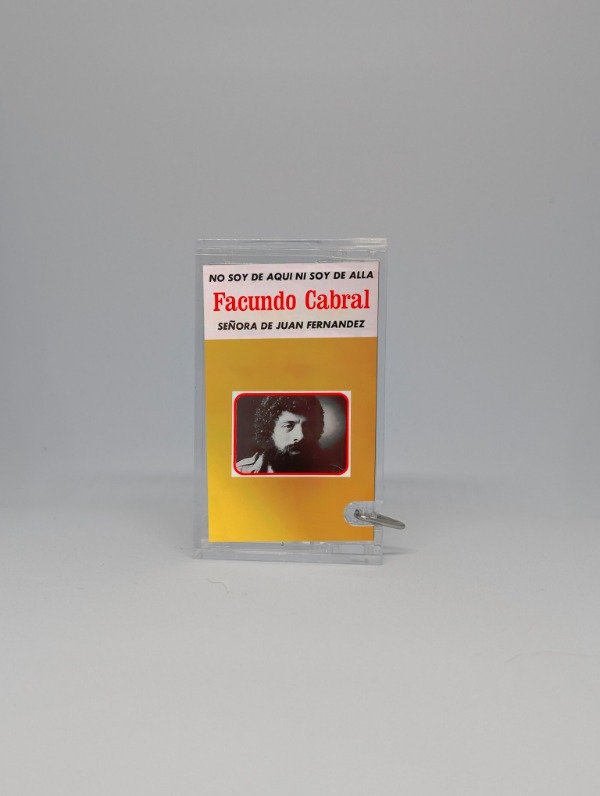 NO SOY DE AQUI NI SOY DE ALLA
Facundo Cabral
SEÑORA DE JUAN FERNANDEZ